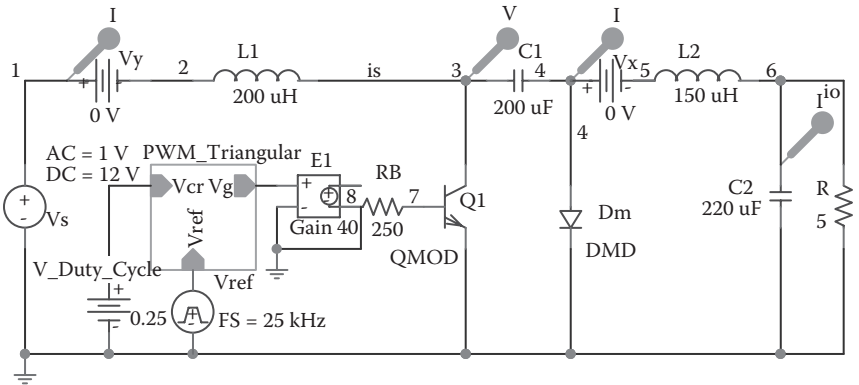 I
V
I
Vy
L1
C1
Vx
L2
1
2
is
3
4
5
6
+
-
200 uH
+
-
150 uH
0 V
200 uF
0 V
io
I
4
AC = 1 V
DC = 12 V
PWM_Triangular
E1
RB
Vcr
Vg
+
-
+
-
8
7
Q1
C2
220 uF
R
5
+
-
Vs
Vref
Gain 40
250
QMOD
Dm
DMD
V_Duty_Cycle
Vref
+
-
0.25
+
-
FS = 25 kHz